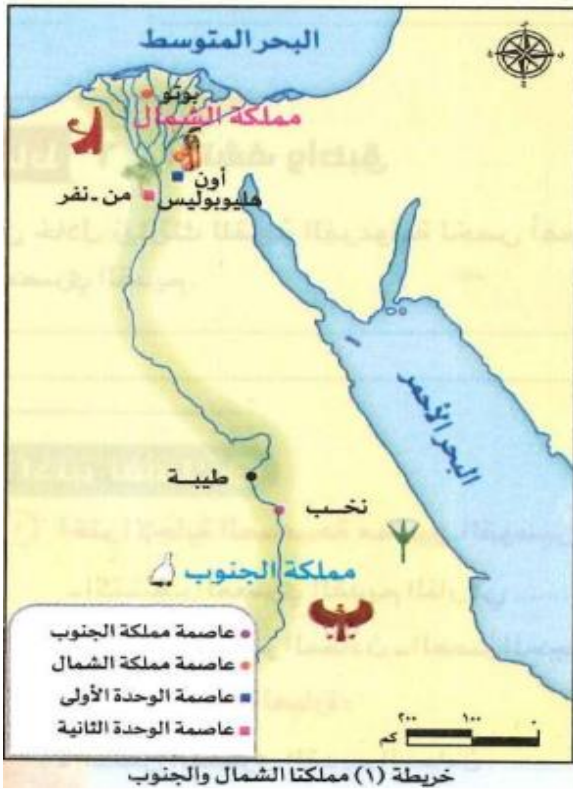 البحر المتوسط
بوتو
مملكة الشمال
أون
هليوبوليس
من - نفر
البحر الأحمر
طيبة
نخب
مملكة الجنوب
عاصمة مملكة الجنوب
عاصمة مملكة الشمال
عاصمة الوحدة الأولى
عاصمة الوحدة الثانية
٢٠٠ ١٠٠ ٠
كم
خريطة (١) مملكتا الشمال والجنوب